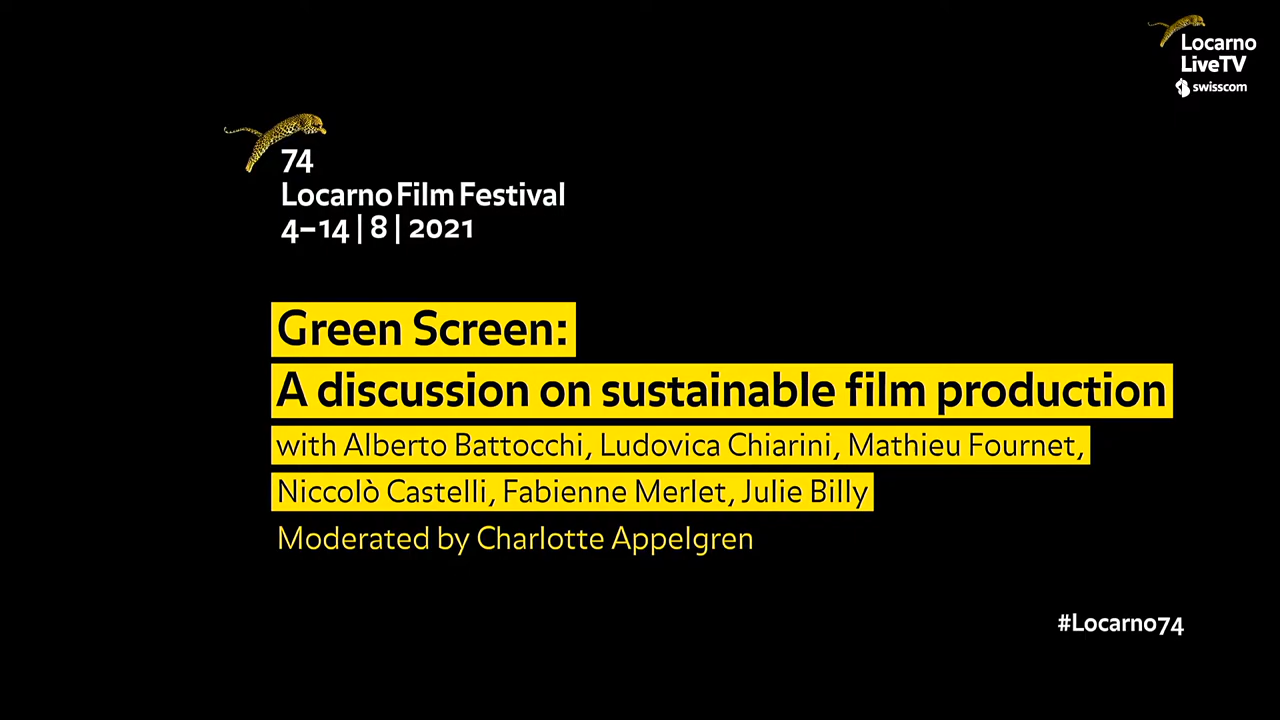 Locarno
LiveTV
swisscom
74
Locarno Film Festival
4–14 | 8 | 2021
Green Screen:
A discussion on sustainable film production
with Alberto Battocchi, Ludovica Chiarini, Mathieu Fournet,
Niccolò Castelli, Fabienne Merlet, Julie Billy
Moderated by Charlotte Appelgren
#Locarno74